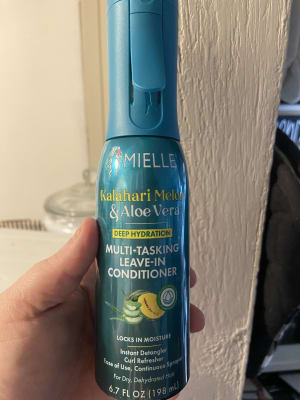 MIELLE
Kalahari Melon
& Aloe Vera
DEEP HYDRATION
MULTI-TASKING
LEAVE-IN
CONDITIONER
LOCKS IN MOISTURE
Instant Detangler
Curl Refresher
Ease of Use, Continuous Sprayer
For Dry, Dehydrated Hair
6.7 FL OZ (198 mL)